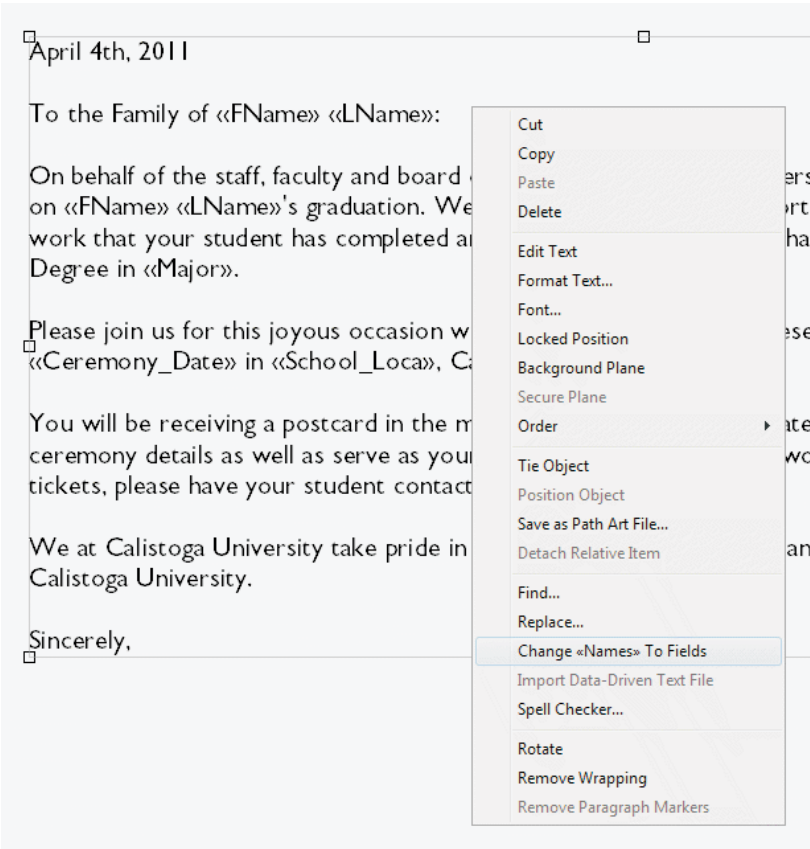 April 4th, 2011
To the Family of «FName» «LName»:
On behalf of the staff, faculty and board
on «FName» «LName»'s graduation. We
work that your student has completed
Degree in «Major».
Please join us for this joyous occasion
«Ceremony_Date» in «School_Loca»,
You will be receiving a postcard in the
ceremony details as well as serve as
tickets, please have your student contact
We at Calistoga University take pride in
Calistoga University.
Sincerely,
Cut
Copy
Paste
Delete
Edit Text
Format Text...
Font...
Locked Position
Background Plane
Secure Plane
Order
Tie Object
Position Object
Save as Path Art File...
Detach Relative Item
Find...
Replace...
Change «Names» To Fields
Import Data-Driven Text File
Spell Checker...
Rotate
Remove Wrapping
Remove Paragraph Markers